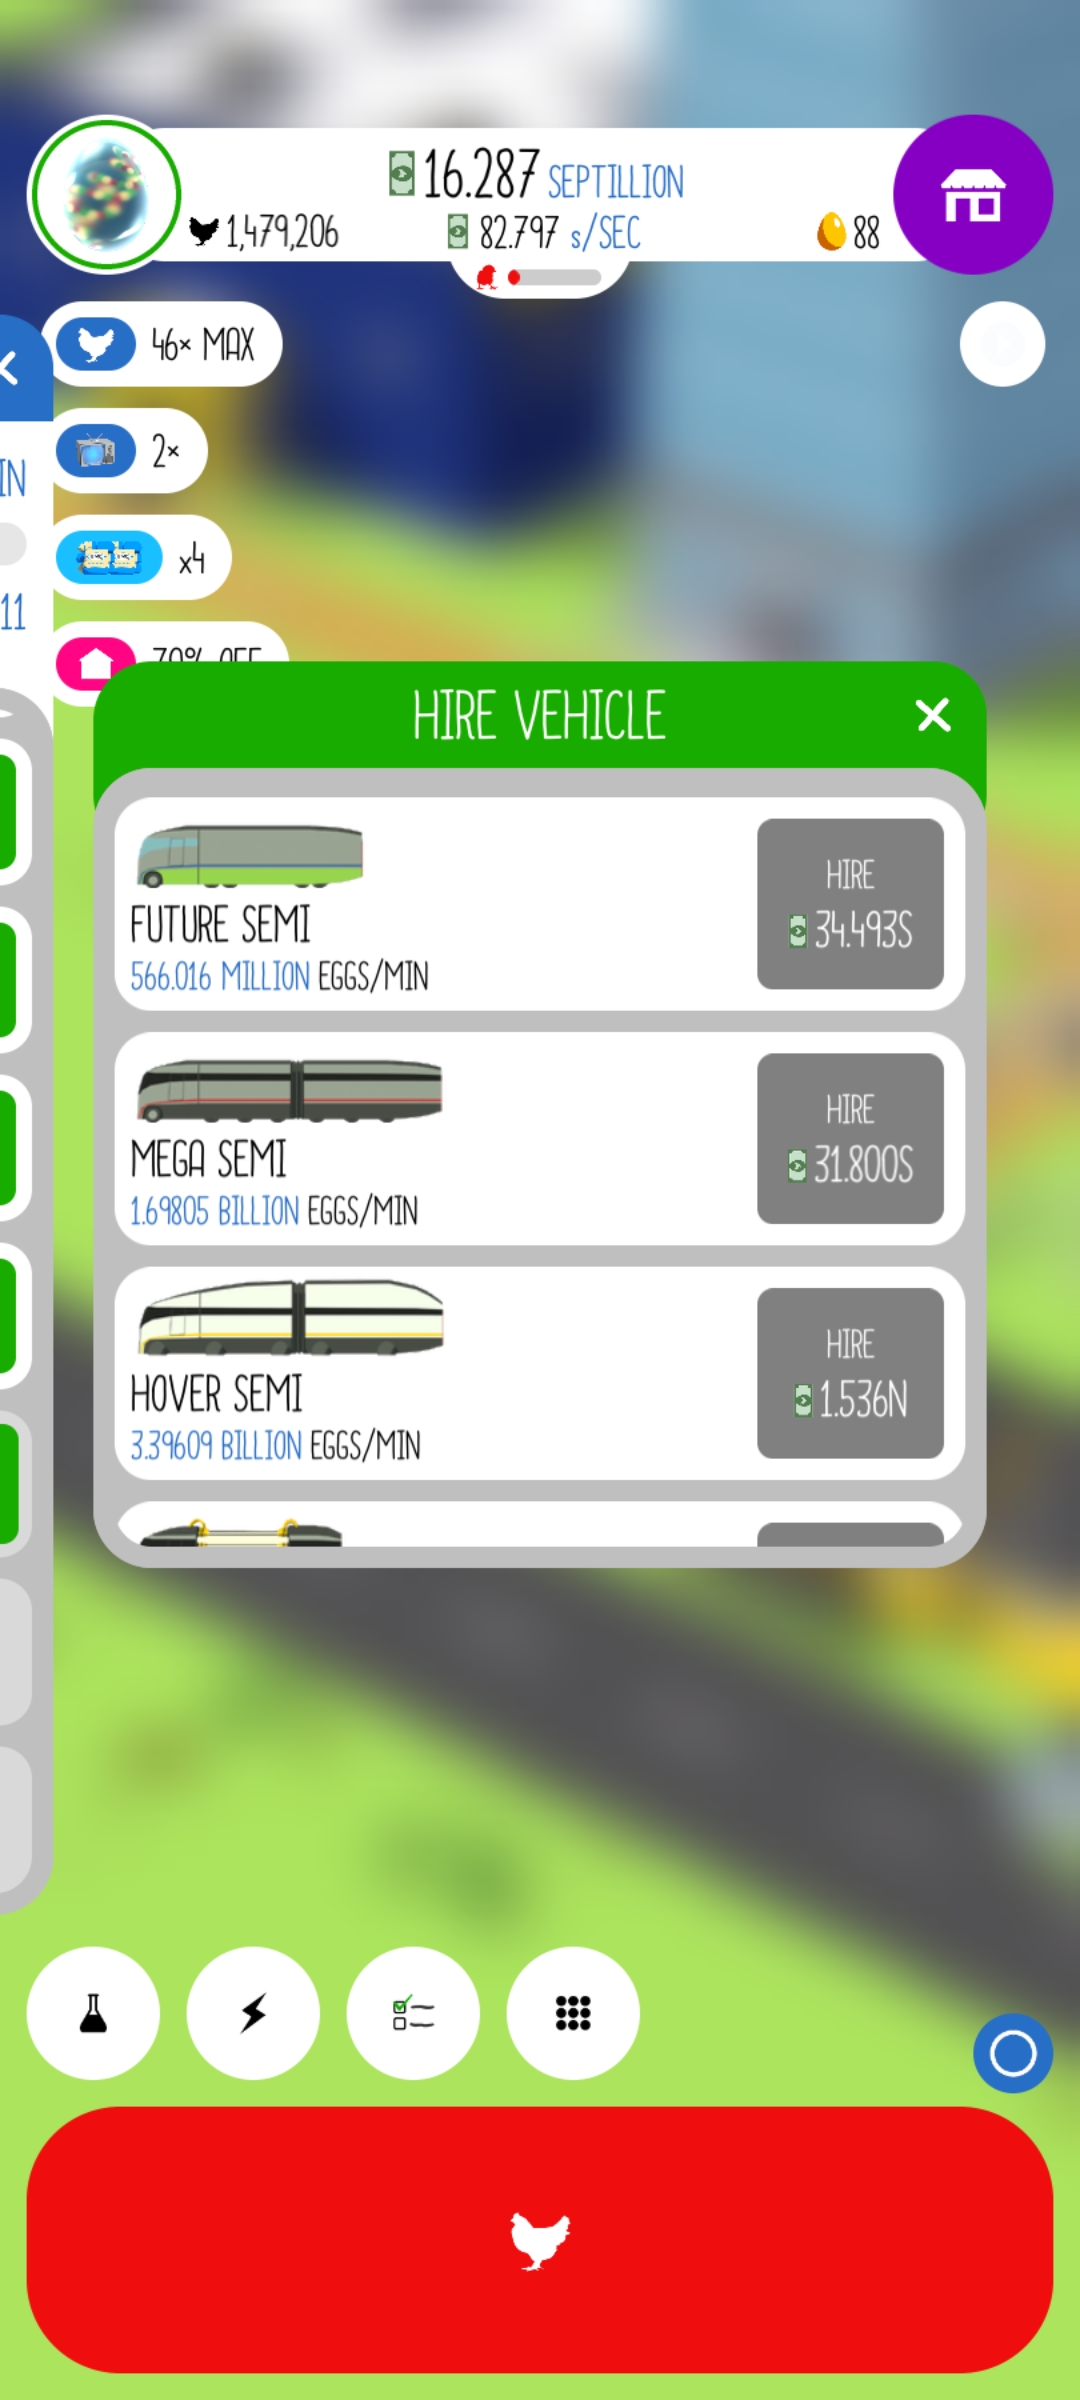 16.287 SEPTILLION
1,479,206
82.797 s/SEC
88
46× MAX
2×
IN
x4
11
70% OFF
HIRE VEHICLE
FUTURE SEMI
566.016 MILLION EGGS/MIN
HIRE
34.493S
MEGA SEMI
1.69805 BILLION EGGS/MIN
HIRE
31.800S
HOVER SEMI
3.39609 BILLION EGGS/MIN
HIRE
1.536N